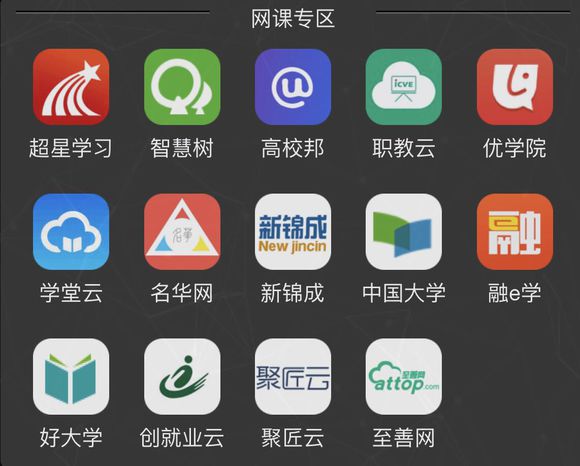 网课专区
iCVE
超星学习 智慧树 高校邦 职教云 优学院
名华 新锦成 New jincin 融
学堂云 名华网 新锦成 中国大学 融e学
聚匠云 至善网 attop.com
好大学 创就业云 聚匠云 至善网